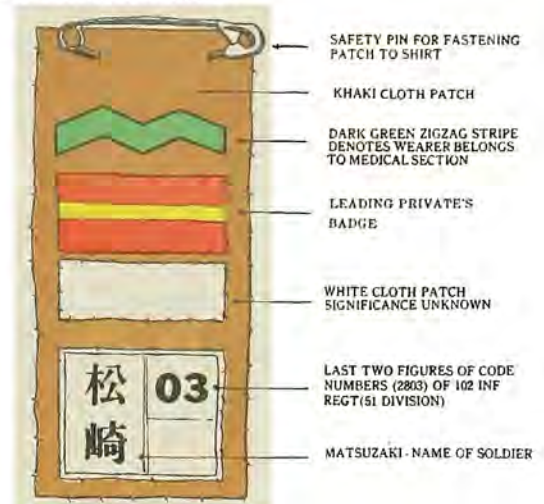 SAFETY PIN FOR FASTENING
PATCH TO SHIRT
KHAKI CLOTH PATCH
DARK GREEN ZIGZAG STRIPE
DENOTES WEARER BELONGS
TO MEDICAL SECTION
LEADING PRIVATE'S
BADGE
WHITE CLOTH PATCH
SIGNIFICANCE UNKNOWN
松
崎
03
LAST TWO FIGURES OF CODE
NUMBERS (2803) OF 102 INF
REGT(51 DIVISION)
MATSUZAKI - NAME OF SOLDIER